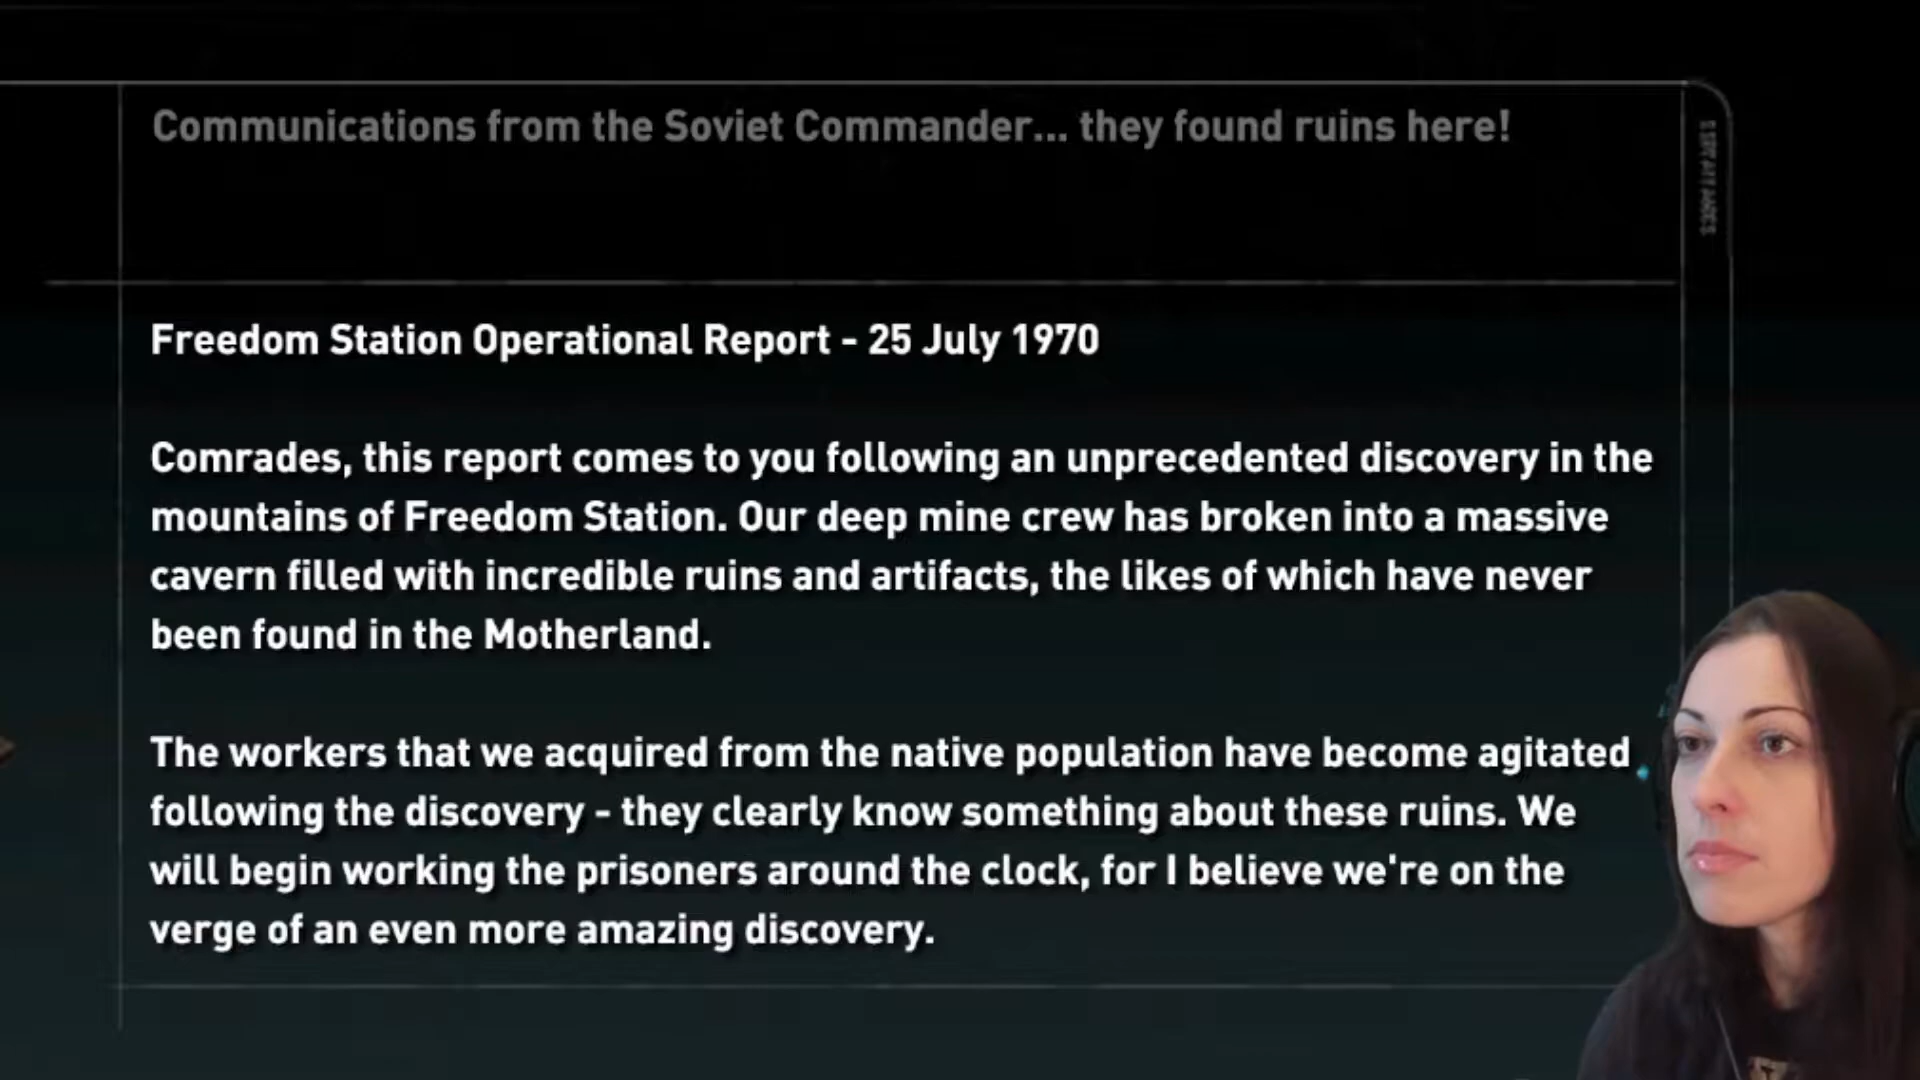 Communications from the Soviet Commander... they found ruins here!
Freedom Station Operational Report - 25 July 1970
Comrades, this report comes to you following an unprecedented discovery in the
mountains of Freedom Station. Our deep mine crew has broken into a massive
cavern filled with incredible ruins and artifacts, the likes of which have never
been found in the Motherland.
The workers that we acquired from the native population have become agitated
following the discovery - they clearly know something about these ruins. We
will begin working the prisoners around the clock, for I believe we're on the
verge of an even more amazing discovery.